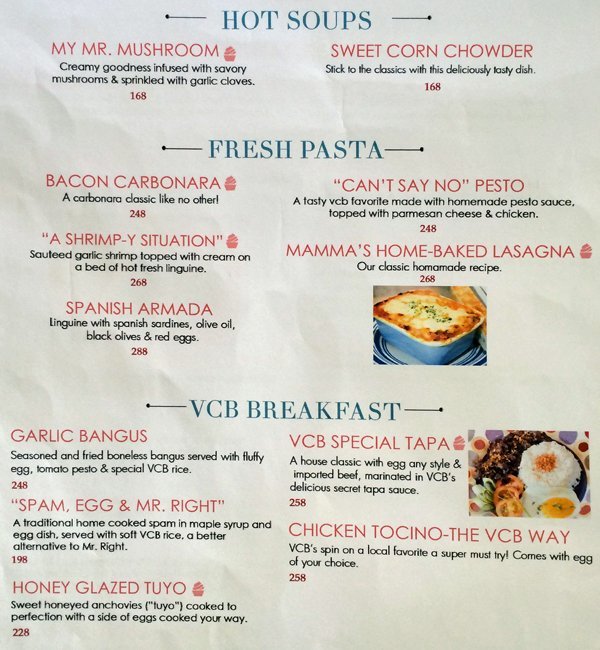 HOT SOUPS
MY MR. MUSHROOM
Creamy goodness infused with savory
mushrooms & sprinkled with garlic cloves.
168
SWEET CORN CHOWDER
Stick to the classics with this deliciously tasty dish.
168
FRESH PASTA
BACON CARBONARA
A carbonara classic like no other!
248
"A SHRIMP-Y SITUATION"
Sauteed garlic shrimp topped with cream on
a bed of hot fresh linguine.
268
SPANISH ARMADA
Linguine with spanish sardines, olive oil,
black olives & red eggs.
288
"CAN'T SAY NO" PESTO
A tasty vcb favorite made with homemade pesto sauce,
topped with parmesan cheese & chicken.
248
MAMMA'S HOME-BAKED LASAGNA
Our classic homamade recipe.
268
VCB BREAKFAST
GARLIC BANGUS
Seasoned and fried boneless bangus served with fluffy
egg, tomato pesto & special VCB rice.
248
"SPAM, EGG & MR. RIGHT"
A traditional home cooked spam in maple syrup and
egg dish, served with soft VCB rice, a better
alternative to Mr. Right.
198
HONEY GLAZED TUYO
Sweet honeyed anchovies ("tuyo") cooked to
perfection with a side of eggs cooked your way.
228
VCB SPECIAL TAPA
A house classic with egg any style &
imported beef, marinated in VCB's
delicious secret tapa sauce.
258
CHICKEN TOCINO-THE VCB WAY
VCB's spin on a local favorite a super must try! Comes with egg
of your choice.
258